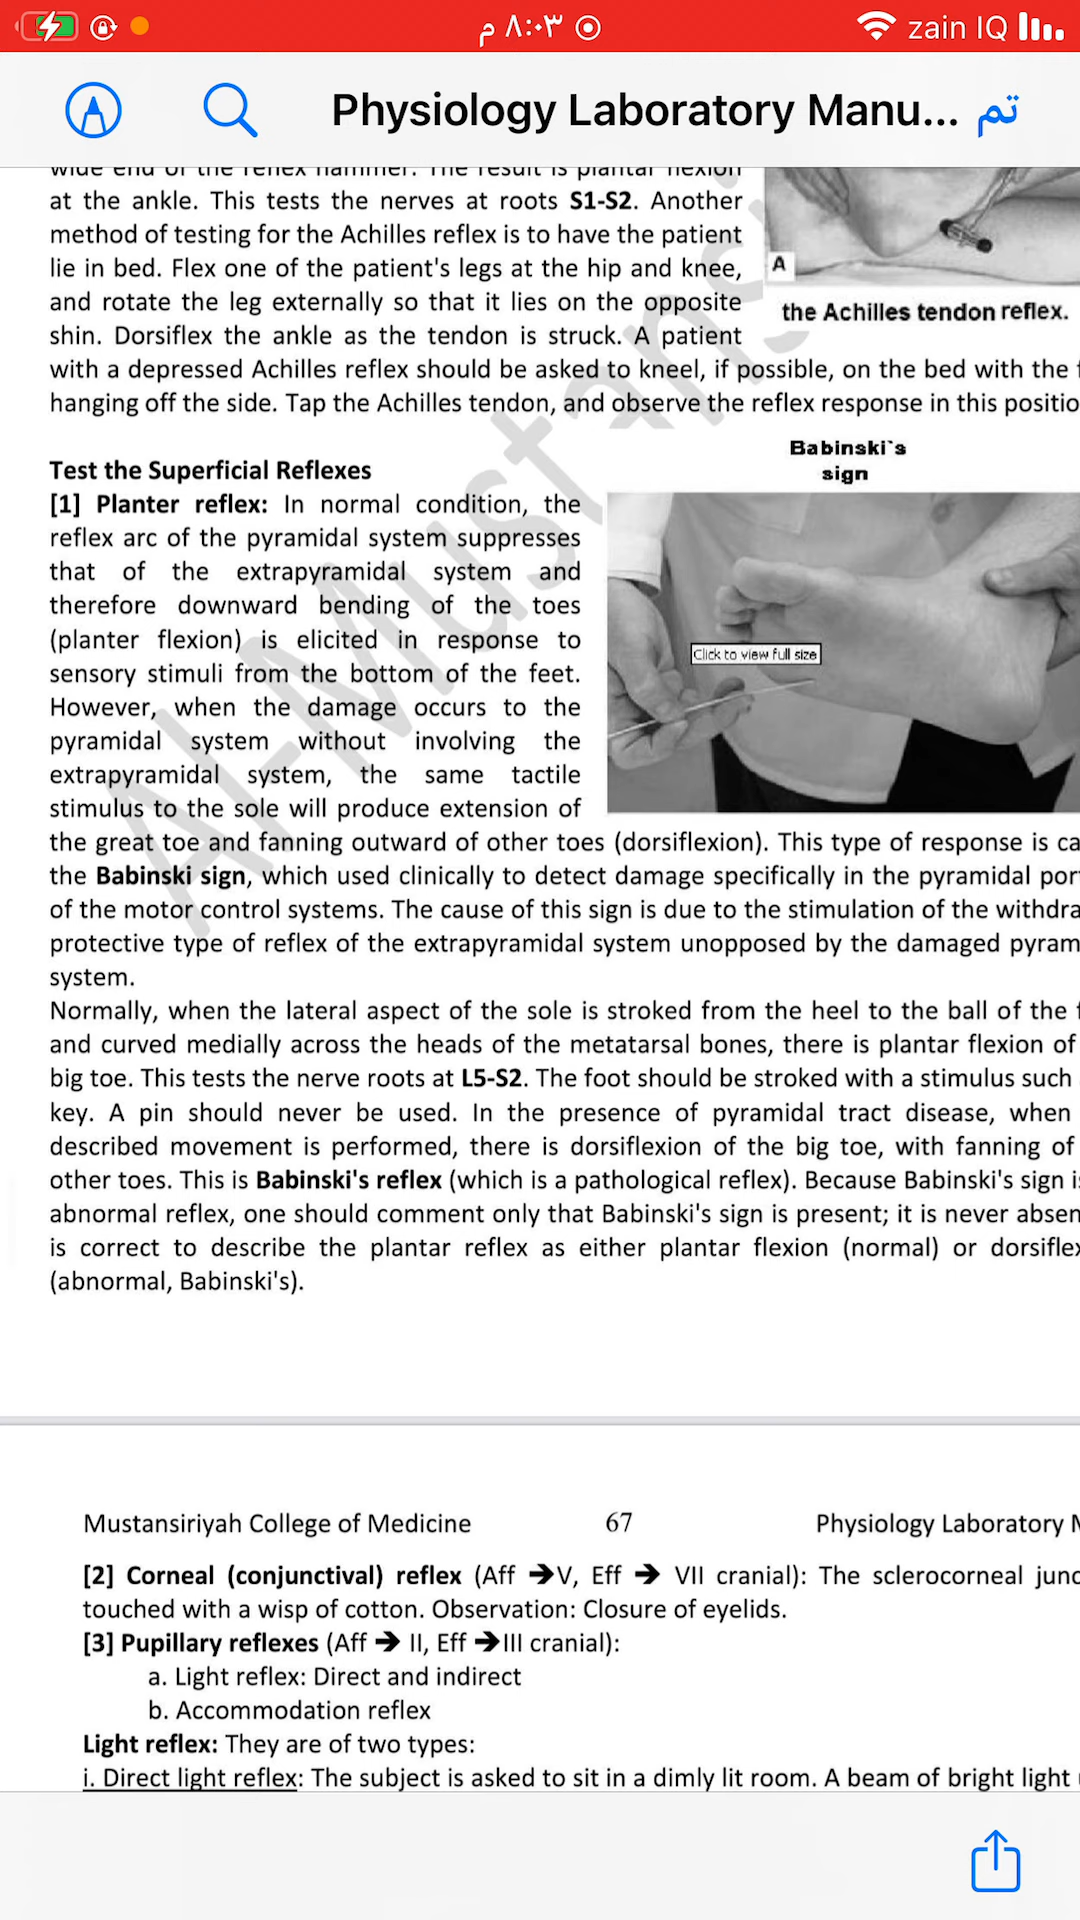 ٨:٠٣ م
zain IQ
Physiology Laboratory Manu...
تم
wide end of the reflex hammer. The result is plantar flexion
at the ankle. This tests the nerves at roots S1-S2. Another
method of testing for the Achilles reflex is to have the patient
lie in bed. Flex one of the patient's legs at the hip and knee,
and rotate the leg externally so that it lies on the opposite
shin. Dorsiflex the ankle as the tendon is struck. A patient
with a depressed Achilles reflex should be asked to kneel, if possible, on the bed with the
hanging off the side. Tap the Achilles tendon, and observe the reflex response in this positio
A
the Achilles tendon reflex.
Test the Superficial Reflexes
[1] Planter reflex: In normal condition, the
reflex arc of the pyramidal system suppresses
that of the extrapyramidal system and
therefore downward bending of the toes
(planter flexion) is elicited in response to
sensory stimuli from the bottom of the feet.
However, when the damage occurs to the
pyramidal system without involving the
extrapyramidal system, the same tactile
stimulus to the sole will produce extension of
Babinski`s
sign
Click to view full size
the great toe and fanning outward of other toes (dorsiflexion). This type of response is ca
the Babinski sign, which used clinically to detect damage specifically in the pyramidal por
of the motor control systems. The cause of this sign is due to the stimulation of the withdra
protective type of reflex of the extrapyramidal system unopposed by the damaged pyram
system.
Normally, when the lateral aspect of the sole is stroked from the heel to the ball of the
and curved medially across the heads of the metatarsal bones, there is plantar flexion of
big toe. This tests the nerve roots at L5-S2. The foot should be stroked with a stimulus such
key. A pin should never be used. In the presence of pyramidal tract disease, when
described movement is performed, there is dorsiflexion of the big toe, with fanning of
other toes. This is Babinski's reflex (which is a pathological reflex). Because Babinski's sign i
abnormal reflex, one should comment only that Babinski's sign is present; it is never absen
is correct to describe the plantar reflex as either plantar flexion (normal) or dorsiflex
(abnormal, Babinski's).
Al-Mustansi
Mustansiriyah College of Medicine 67 Physiology Laboratory M
[2] Corneal (conjunctival) reflex (Aff ➔V, Eff ➔ VII cranial): The sclerocorneal junc
touched with a wisp of cotton. Observation: Closure of eyelids.
[3] Pupillary reflexes (Aff ➔ II, Eff ➔III cranial):
a. Light reflex: Direct and indirect
b. Accommodation reflex
Light reflex: They are of two types:
i. Direct light reflex: The subject is asked to sit in a dimly lit room. A beam of bright light